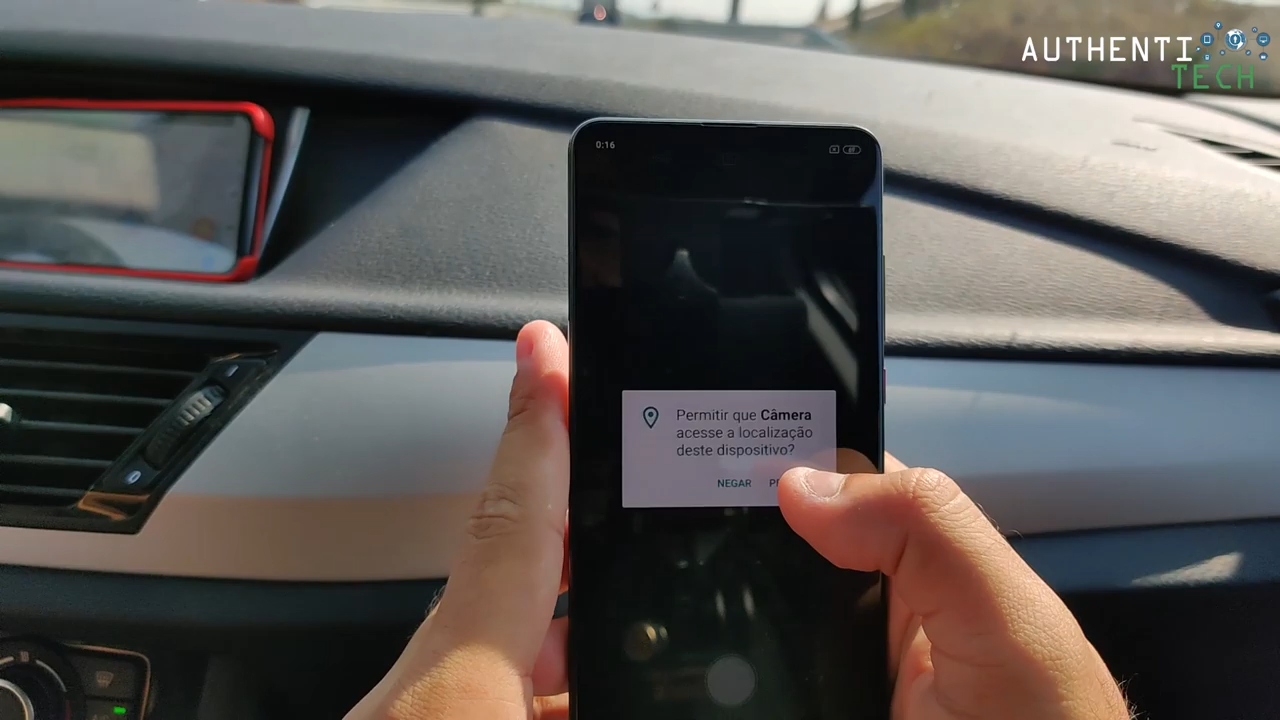 AUTHENTI
TECH
0:16
Permitir que Câmera
acesse a localização
deste dispositivo?
NEGAR